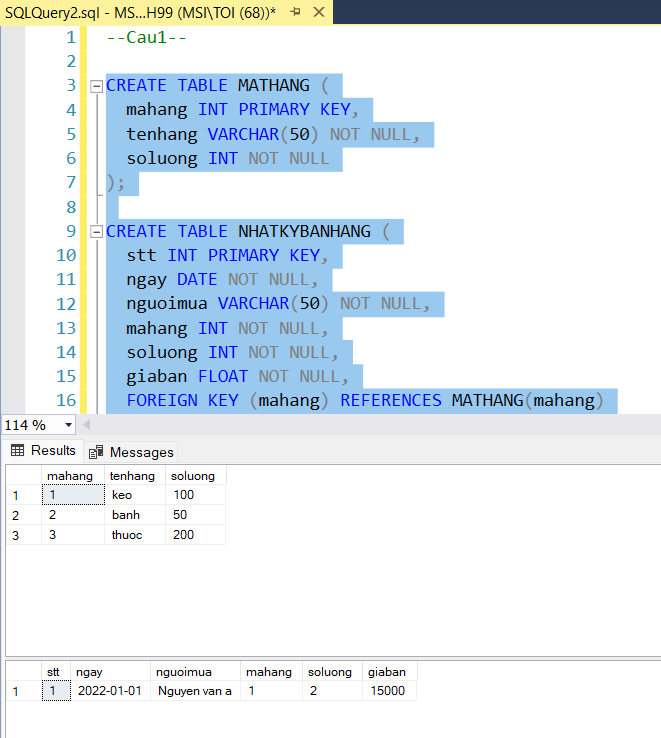 SQLQuery2.sql - MS...H99 (MSI\TOI (68))*
1 --Cau1--
2
3 CREATE TABLE MATHANG (
4 mahang INT PRIMARY KEY,
5 tenhang VARCHAR(50) NOT NULL,
6 soluong INT NOT NULL
7 );
8
9 CREATE TABLE NHATKYBANHANG (
10 stt INT PRIMARY KEY,
11 ngay DATE NOT NULL,
12 nguoimua VARCHAR(50) NOT NULL,
13 mahang INT NOT NULL,
14 soluong INT NOT NULL,
15 giaban FLOAT NOT NULL,
16 FOREIGN KEY (mahang) REFERENCES MATHANG(mahang)
114 %
Results Messages
mahang tenhang soluong
1 1 keo 100
2 2 banh 50
3 3 thuoc 200
stt ngay nguoimua mahang soluong giaban
1 1 2022-01-01 Nguyen van a 1 2 15000